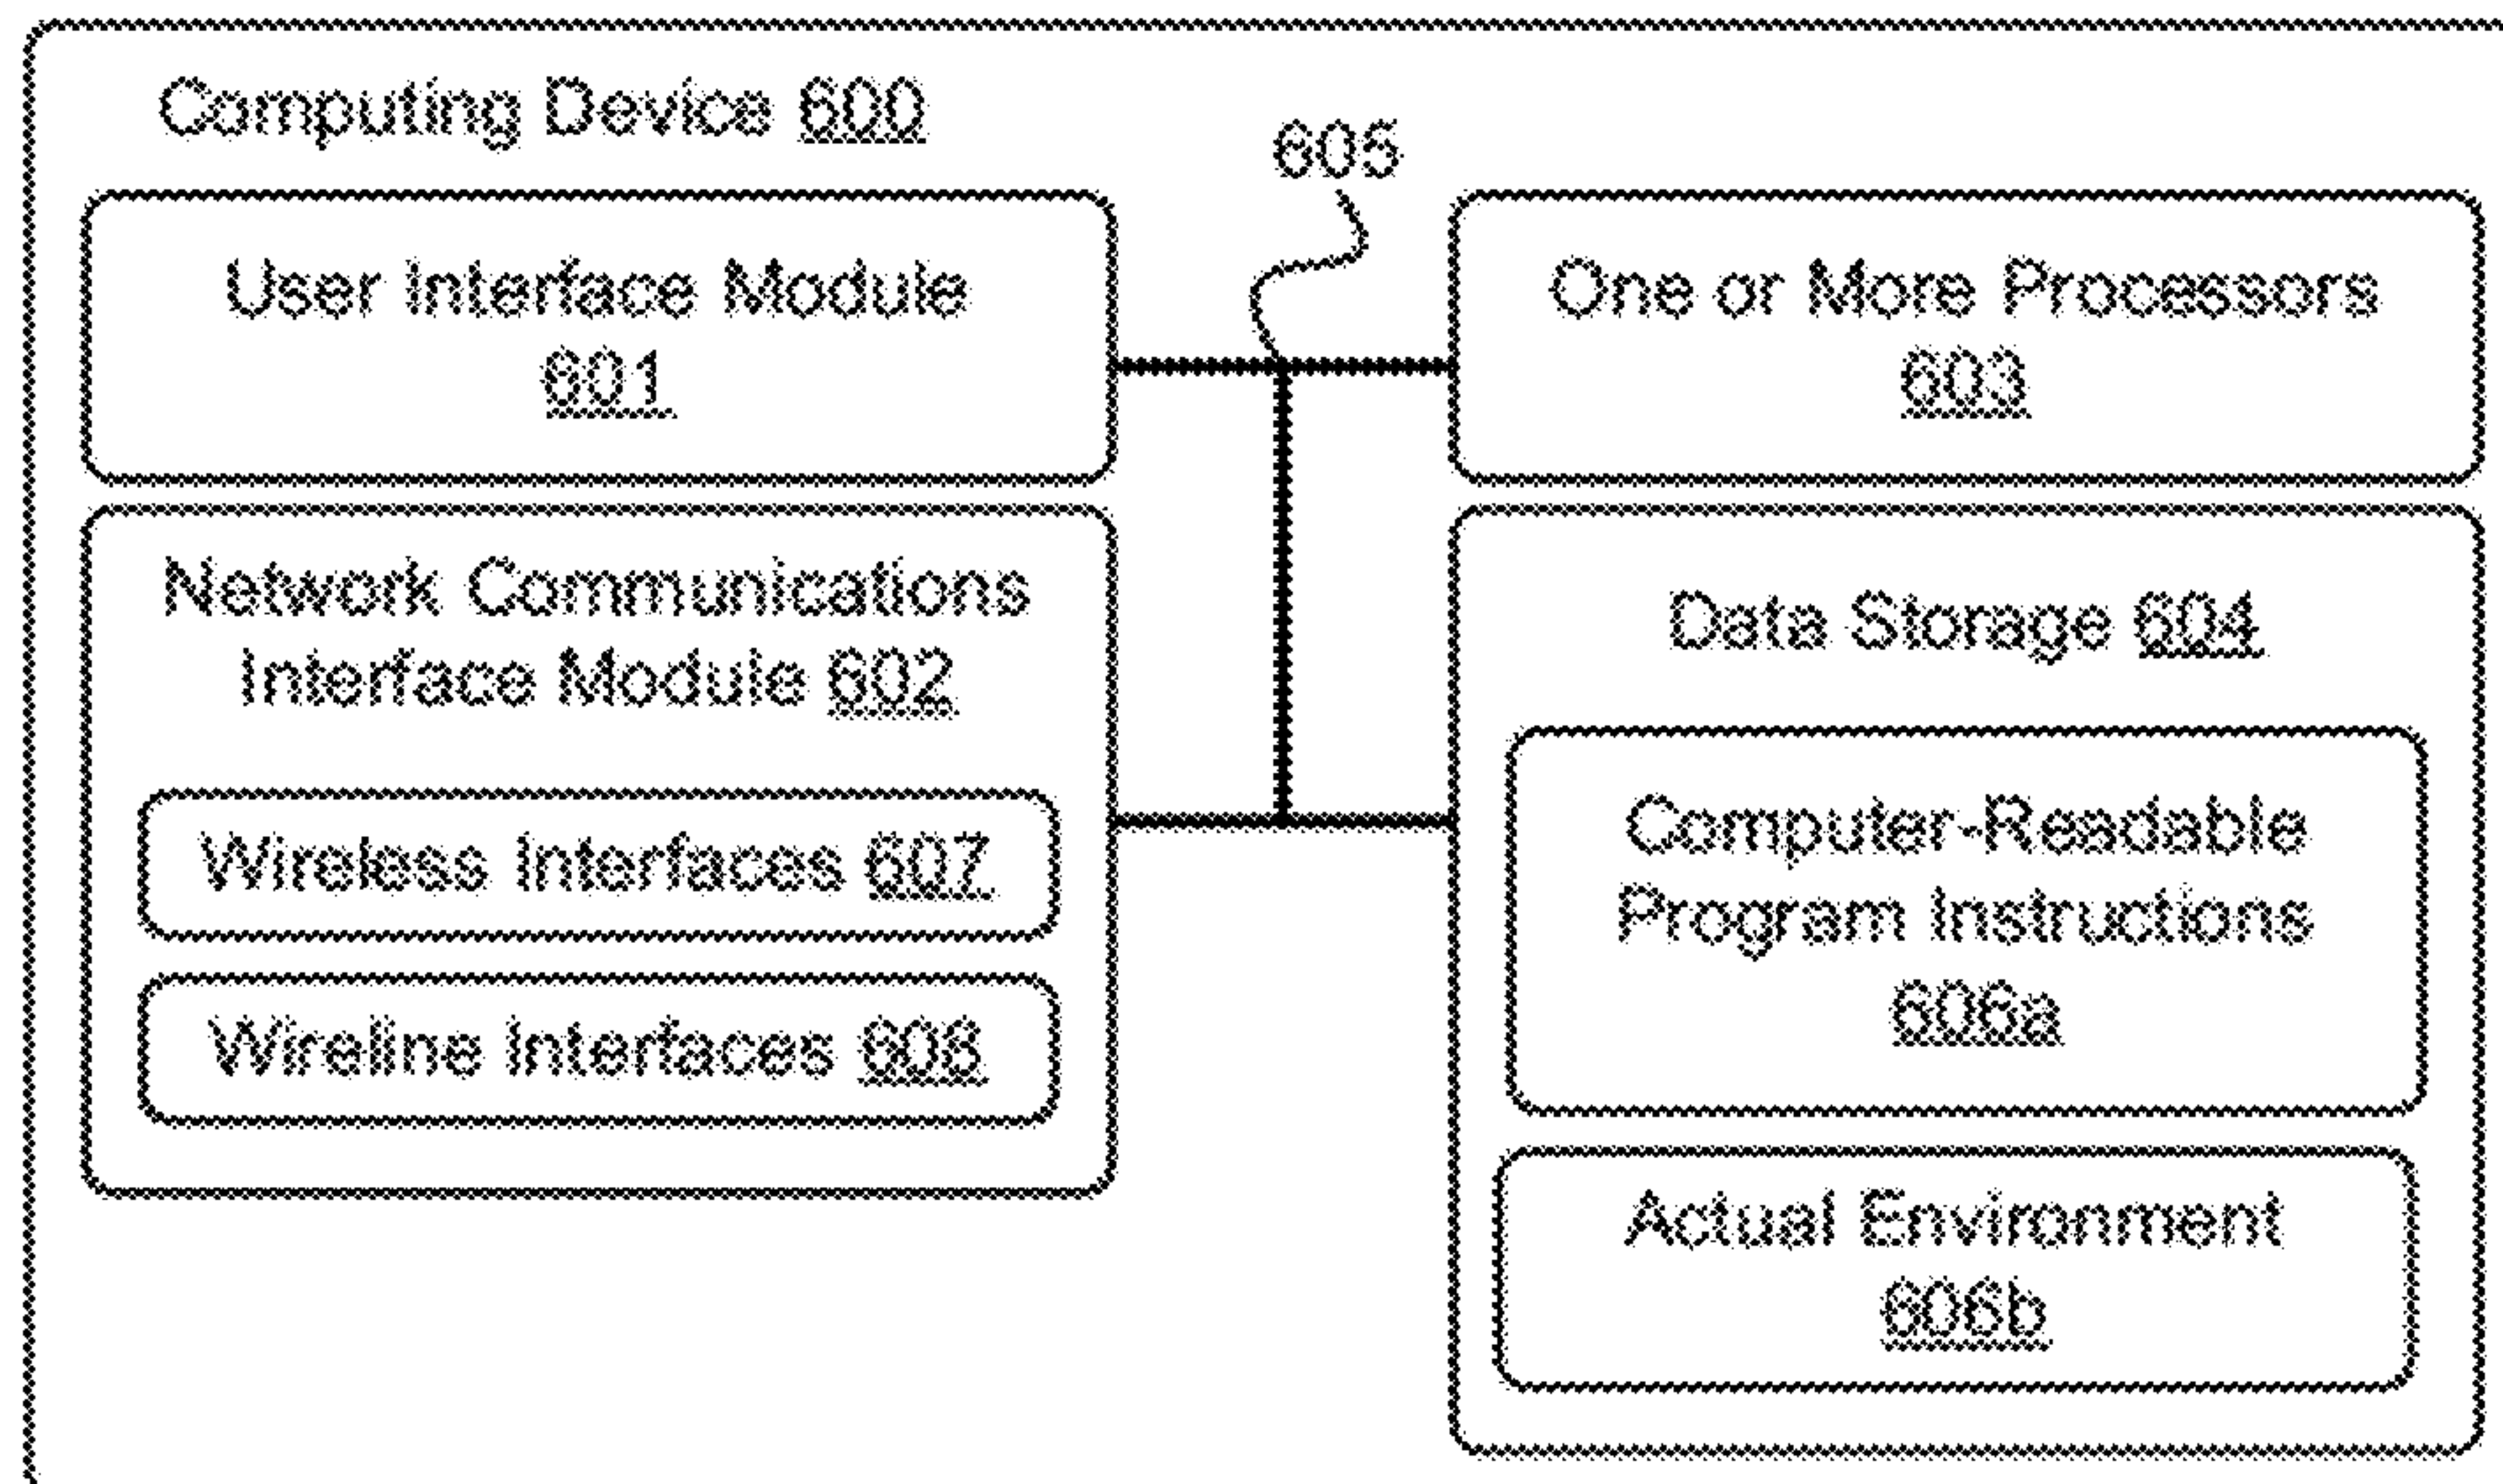 Computing Device 600
605
User Interface Module
601
One or More Processors
603
Network Communications
Interface Module 602
Wireless Interfaces 607
Wireline Interfaces 608
Data Storage 604
Computer-Readable
Program Instructions
606a
Actual Environment
606b